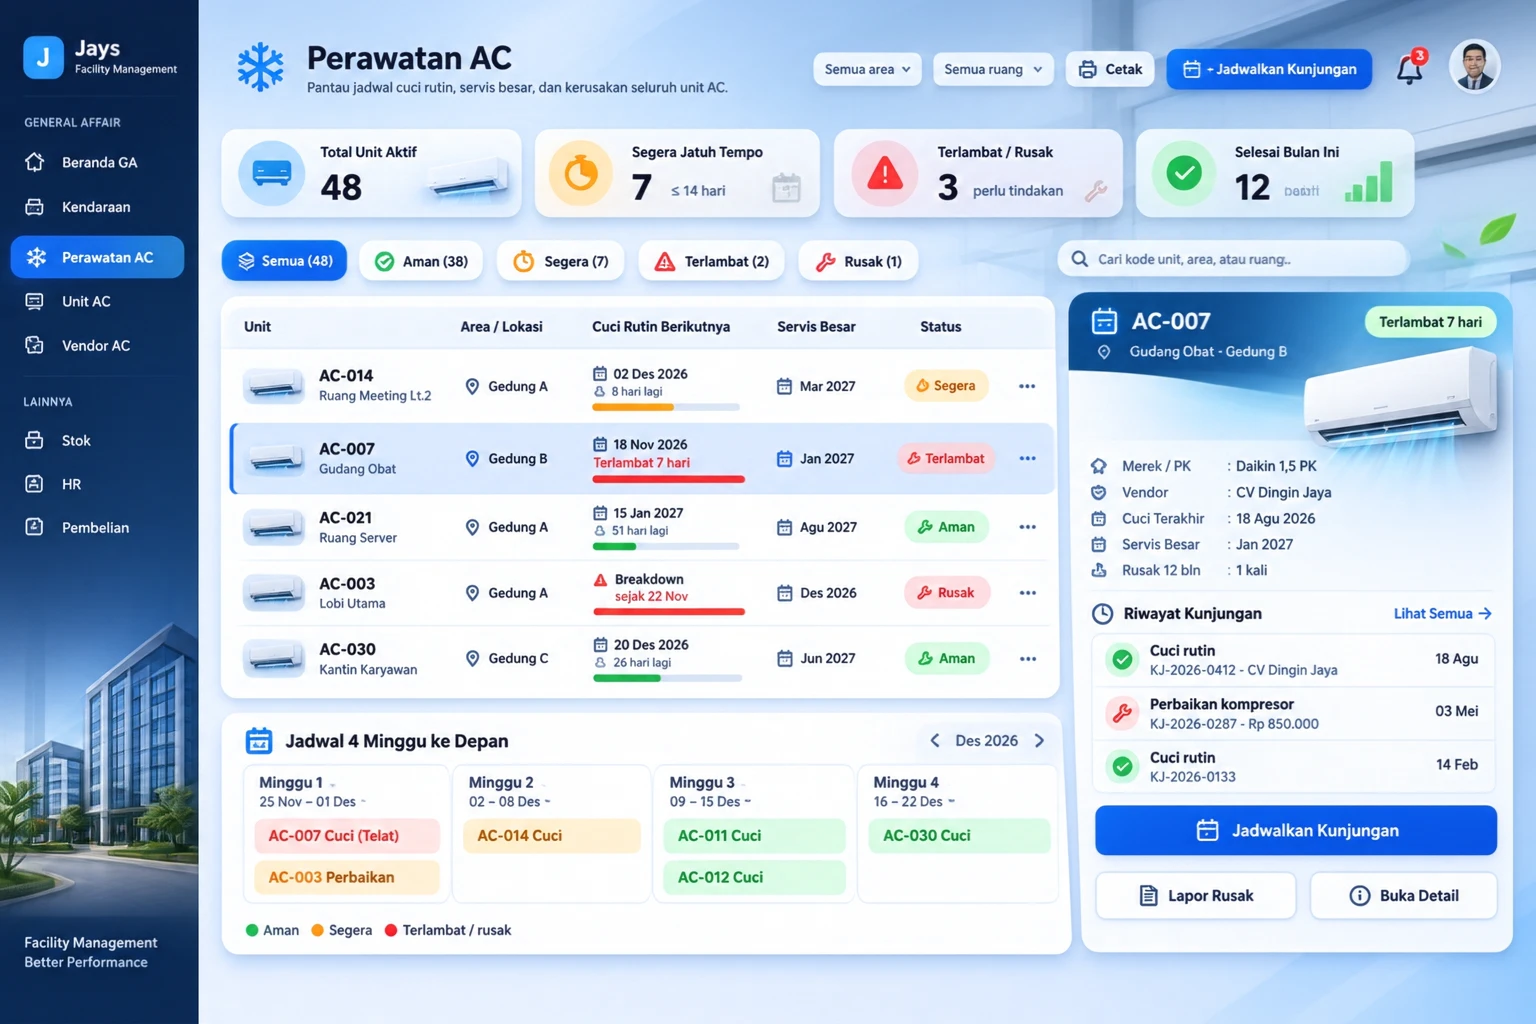 J
Jays
Facility Management
GENERAL AFFAIR
Beranda GA
Kendaraan
Perawatan AC
Unit AC
Vendor AC
LAINNYA
Stok
HR
Pembelian
Facility Management
Better Performance
Perawatan AC
Pantau jadwal cuci rutin, servis besar, dan kerusakan seluruh unit AC.
Semua area
Semua ruang
Cetak
- Jadwalkan Kunjungan
3
Total Unit Aktif
48
Segera Jatuh Tempo
7 ≤ 14 hari
Terlambat / Rusak
3 perlu tindakan
Selesai Bulan Ini
12
Semua (48)
Aman (38)
Segera (7)
Terlambat (2)
Rusak (1)
Cari kode unit, area, atau ruang..
Unit
Area / Lokasi
Cuci Rutin Berikutnya
Servis Besar
Status
AC-014
Ruang Meeting Lt.2
Gedung A
02 Des 2026
8 hari lagi
Mar 2027
Segera
AC-007
Gudang Obat
Gedung B
18 Nov 2026
Terlambat 7 hari
Jan 2027
Terlambat
AC-021
Ruang Server
Gedung A
15 Jan 2027
51 hari lagi
Agu 2027
Aman
AC-003
Lobi Utama
Gedung A
Breakdown
sejak 22 Nov
Des 2026
Rusak
AC-030
Kantin Karyawan
Gedung C
20 Des 2026
26 hari lagi
Jun 2027
Aman
Jadwal 4 Minggu ke Depan
Des 2026
Minggu 1
25 Nov – 01 Des
AC-007 Cuci (Telat)
AC-003 Perbaikan
Minggu 2
02 – 08 Des
AC-014 Cuci
Minggu 3
09 – 15 Des
AC-011 Cuci
AC-012 Cuci
Minggu 4
16 – 22 Des
AC-030 Cuci
Aman
Segera
Terlambat / rusak
AC-007
Terlambat 7 hari
Gudang Obat - Gedung B
Merek / PK : Daikin 1,5 PK
Vendor : CV Dingin Jaya
Cuci Terakhir : 18 Agu 2026
Servis Besar : Jan 2027
Rusak 12 bln : 1 kali
Riwayat Kunjungan
Lihat Semua →
Cuci rutin
KJ-2026-0412 - CV Dingin Jaya
18 Agu
Perbaikan kompresor
KJ-2026-0287 - Rp 850.000
03 Mei
Cuci rutin
KJ-2026-0133
14 Feb
Jadwalkan Kunjungan
Lapor Rusak
Buka Detail